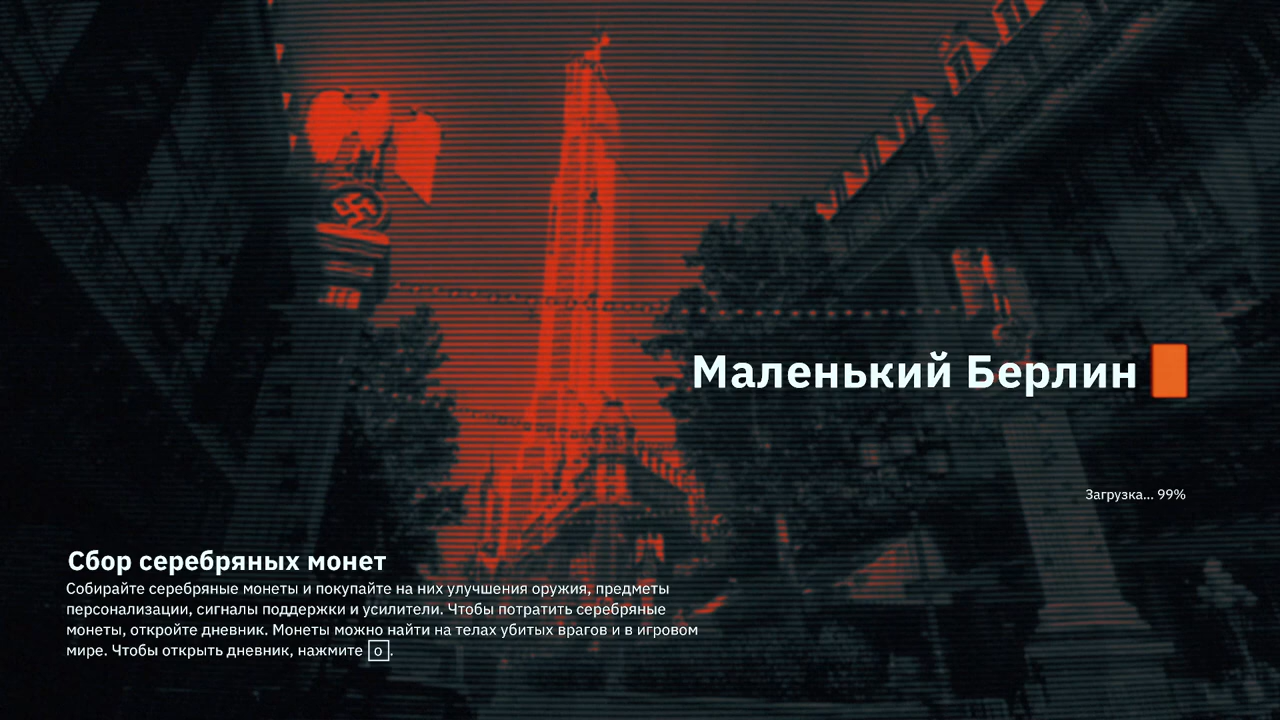 Маленький Берлин
Загрузка... 99%
Сбор серебряных монет
Собирайте серебряные монеты и покупайте на них улучшения оружия, предметы
персонализации, сигналы поддержки и усилители. Чтобы потратить серебряные
монеты, откройте дневник. Монеты можно найти на телах убитых врагов и в игровом
мире. Чтобы открыть дневник, нажмите O.